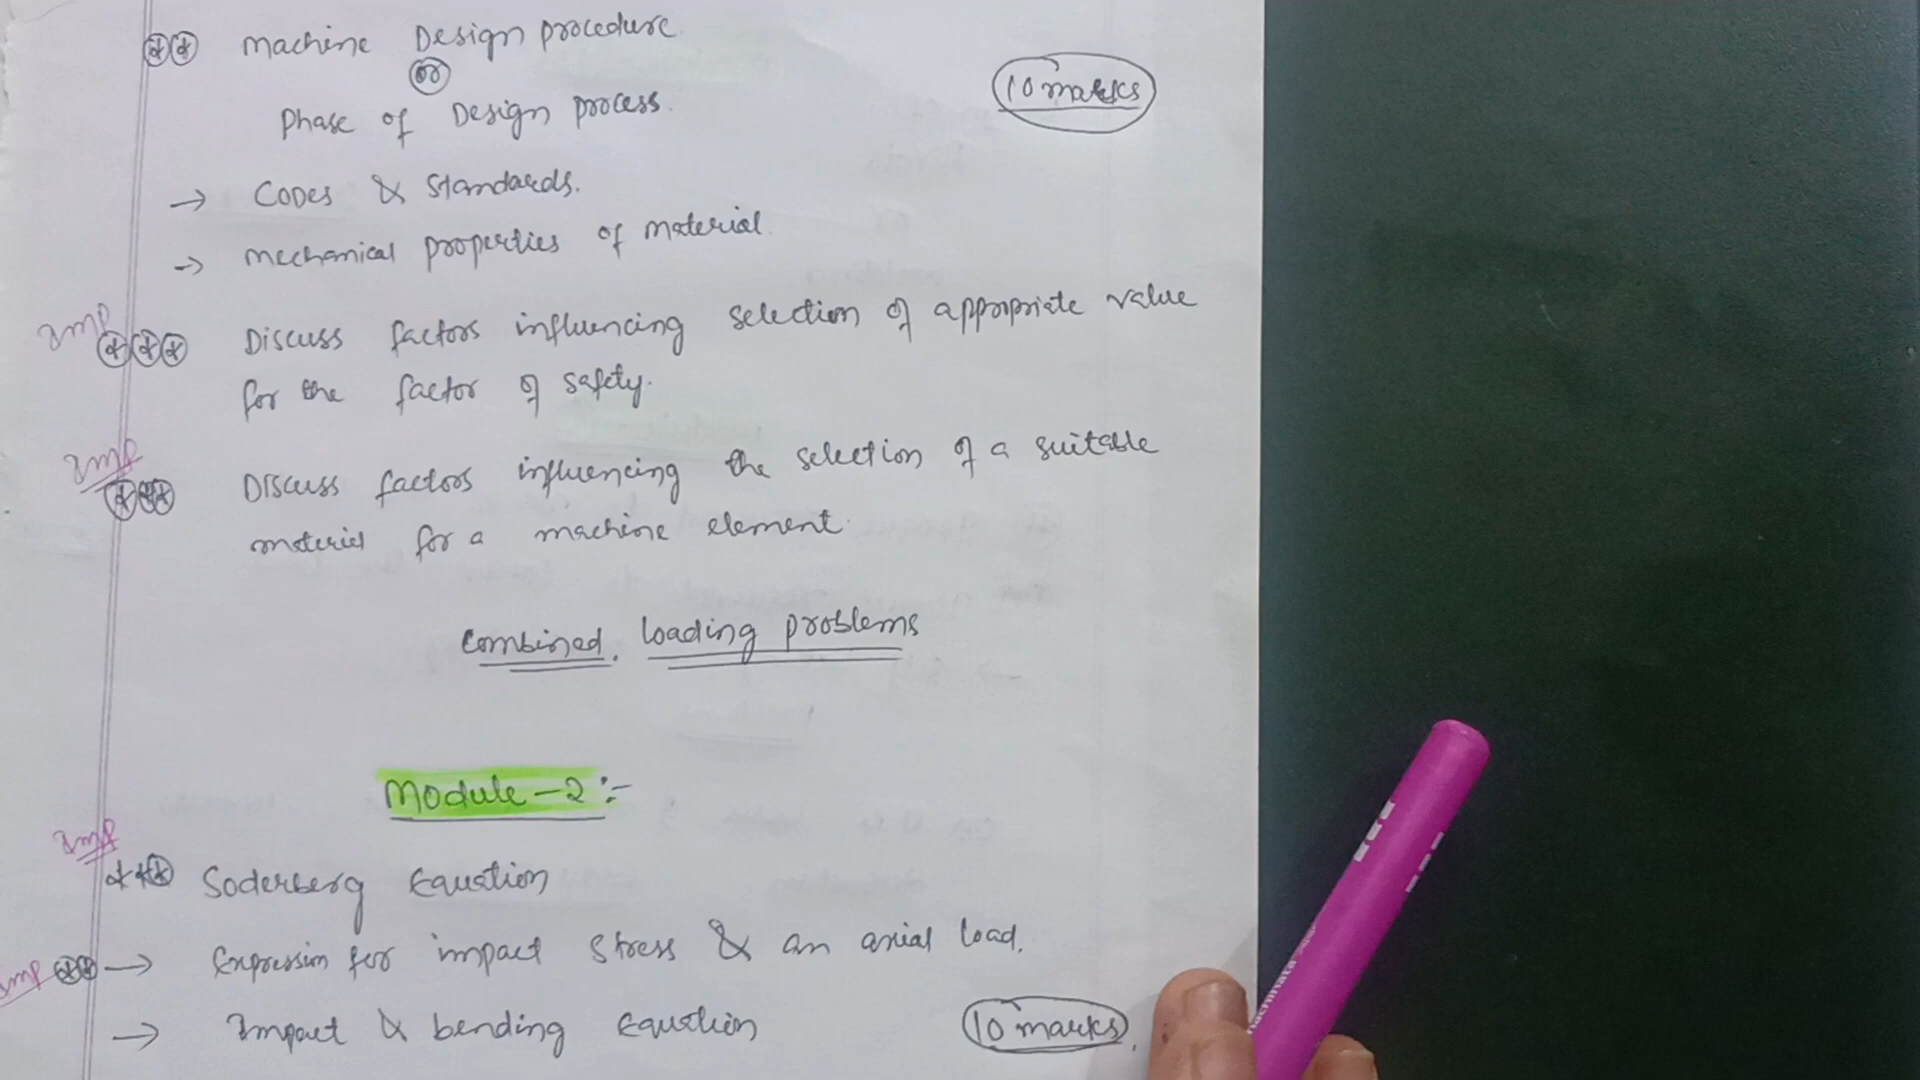 Machine Design procedure
or
Phase of Design process.
10 marks
→ Codes & Standards.
→ mechanical properties of material.
Imp
Discuss factors influencing selection of appropriate value
for the factor of safety.
Imp
Discuss factors influencing the selection of a suitable
material for a machine element.
Combined loading problems
Module-2:-
Imp
*** Soderberg Equation
Imp ** → Expression for impact stress & an axial load.
→ Impact & bending Equation
10 marks.